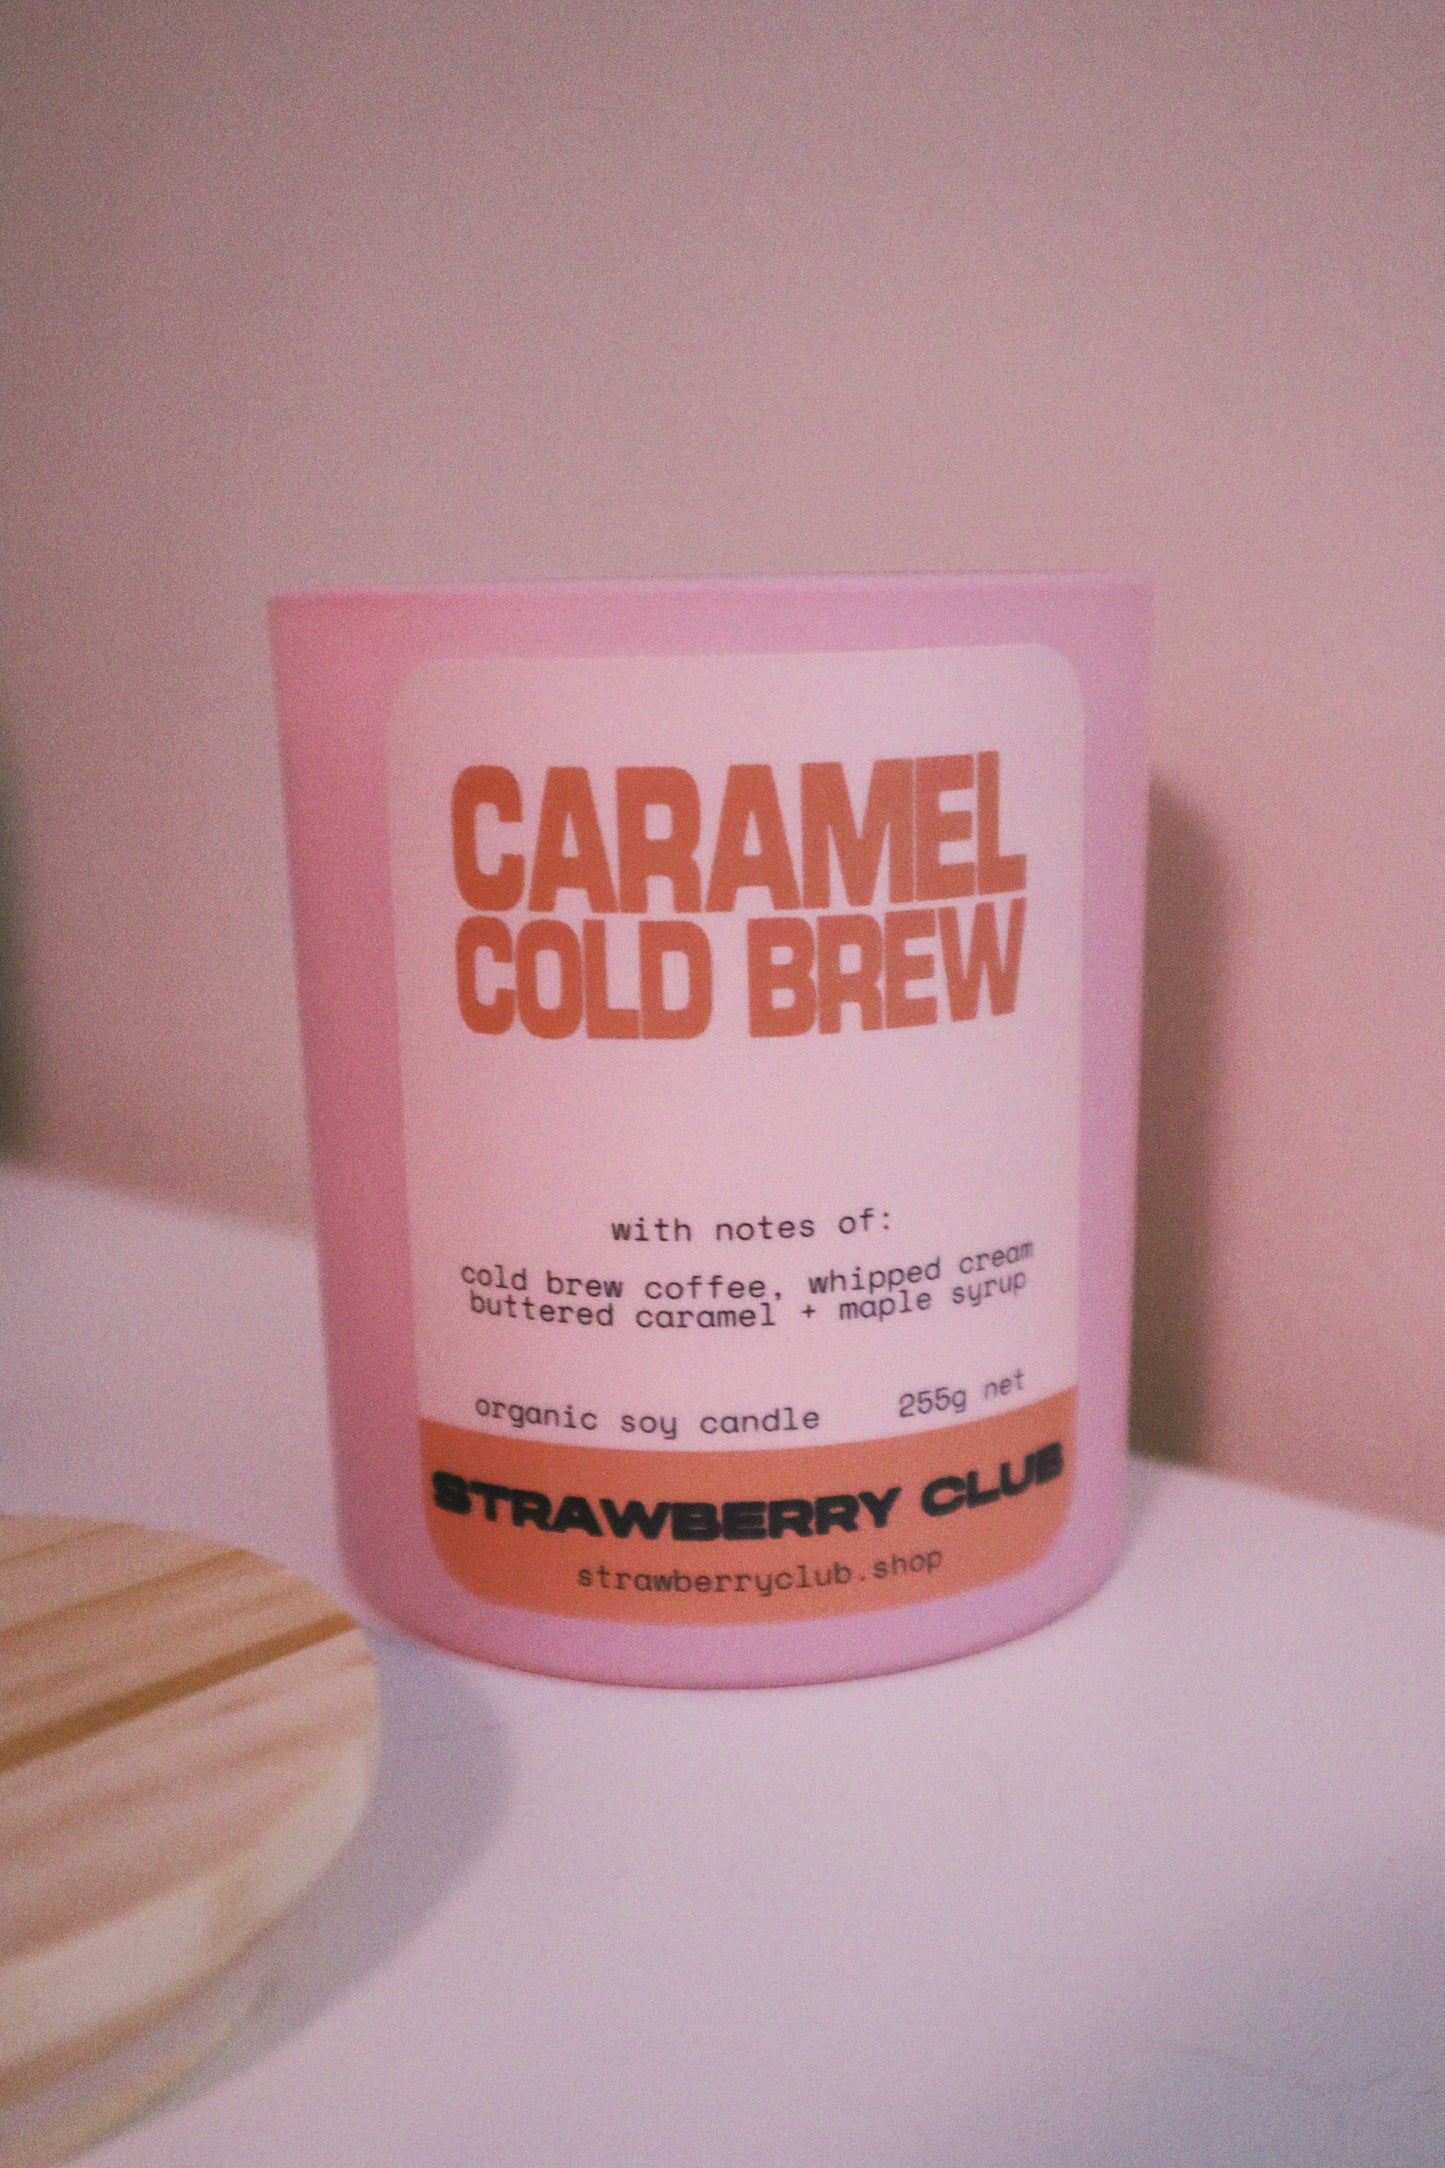 CARAMEL
COLD BREW
with notes of:
cold brew coffee, whipped cream
buttered caramel + maple syrup
organic soy candle 255g net
STRAWBERRY CLUB
strawberryclub.shop